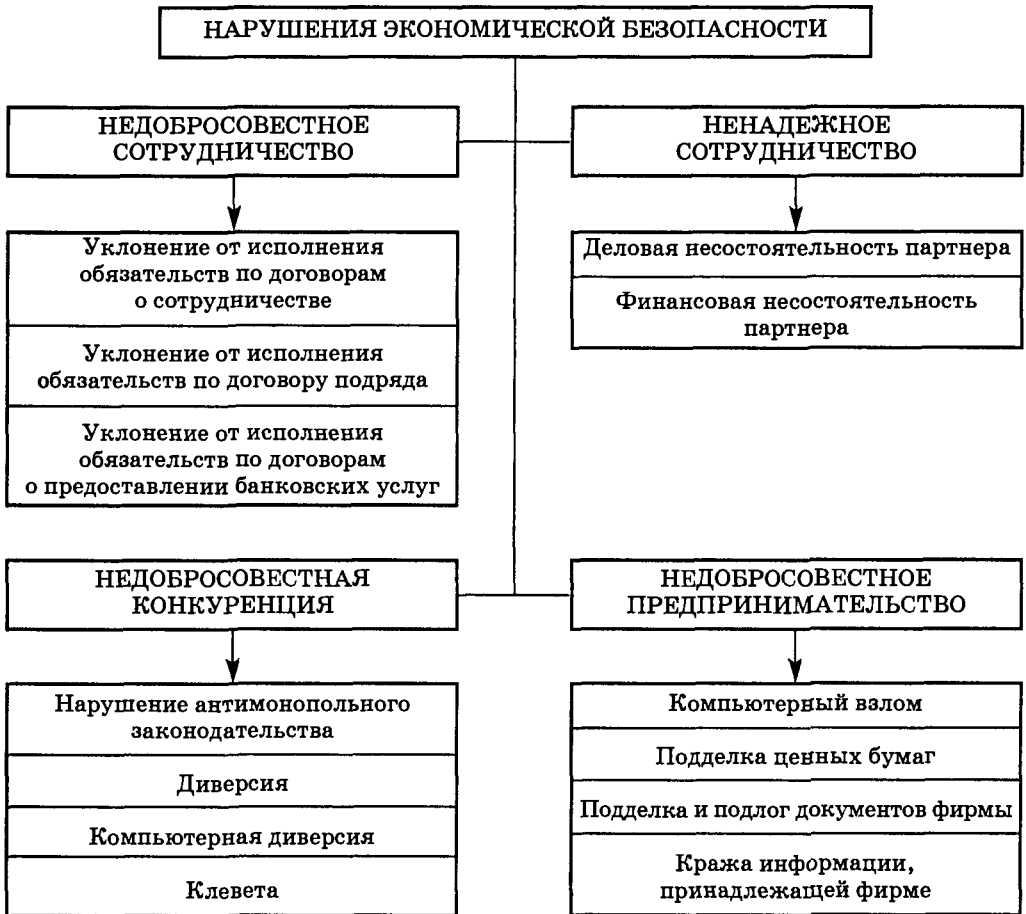 НАРУШЕНИЯ ЭКОНОМИЧЕСКОЙ БЕЗОПАСНОСТИ
НЕДОБРОСОВЕСТНОЕ
СОТРУДНИЧЕСТВО
Уклонение от исполнения
обязательств по договорам
о сотрудничестве
Уклонение от исполнения
обязательств по договору подряда
Уклонение от исполнения
обязательств по договорам
о предоставлении банковских услуг
НЕНАДЕЖНОЕ
СОТРУДНИЧЕСТВО
Деловая несостоятельность партнера
Финансовая несостоятельность
партнера
НЕДОБРОСОВЕСТНАЯ
КОНКУРЕНЦИЯ
Нарушение антимонопольного
законодательства
Диверсия
Компьютерная диверсия
Клевета
НЕДОБРОСОВЕСТНОЕ
ПРЕДПРИНИМАТЕЛЬСТВО
Компьютерный взлом
Подделка ценных бумаг
Подделка и подлог документов фирмы
Кража информации,
принадлежащей фирме